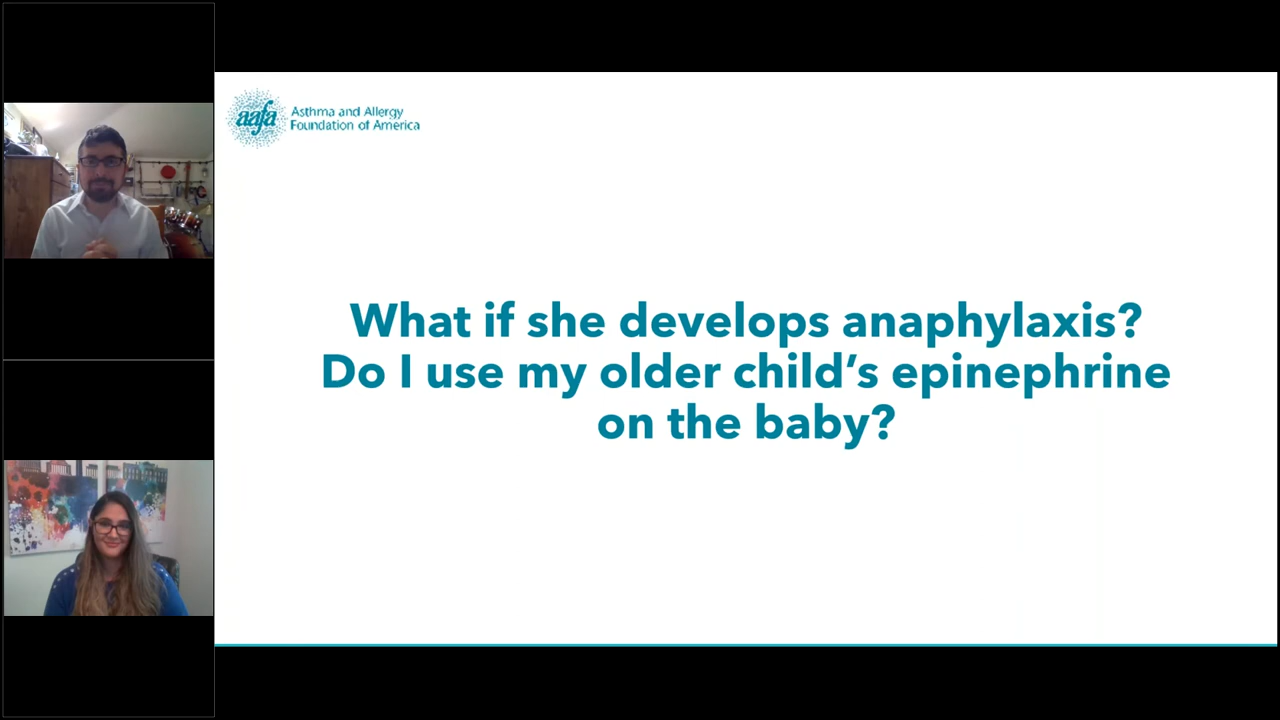 aafa
Asthma and Allergy
Foundation of America
What if she develops anaphylaxis?
Do I use my older child’s epinephrine
on the baby?